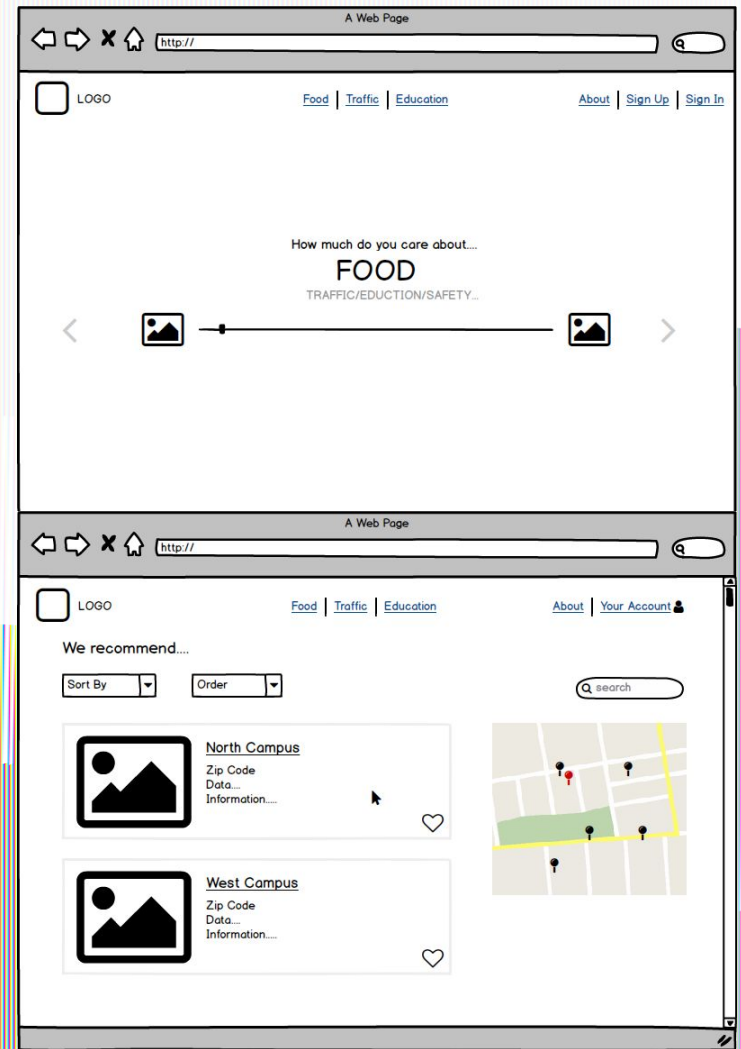 A Web Page
http://
LOGO Food Traffic Education About Sign Up Sign In
How much do you care about....
FOOD
TRAFFIC/EDUCTION/SAFETY...
A Web Page
http://
LOGO Food Traffic Education About Your Account
We recommend....
Sort By Order search
North Campus
Zip Code
Data....
Information.....
West Campus
Zip Code
Data....
Information.....